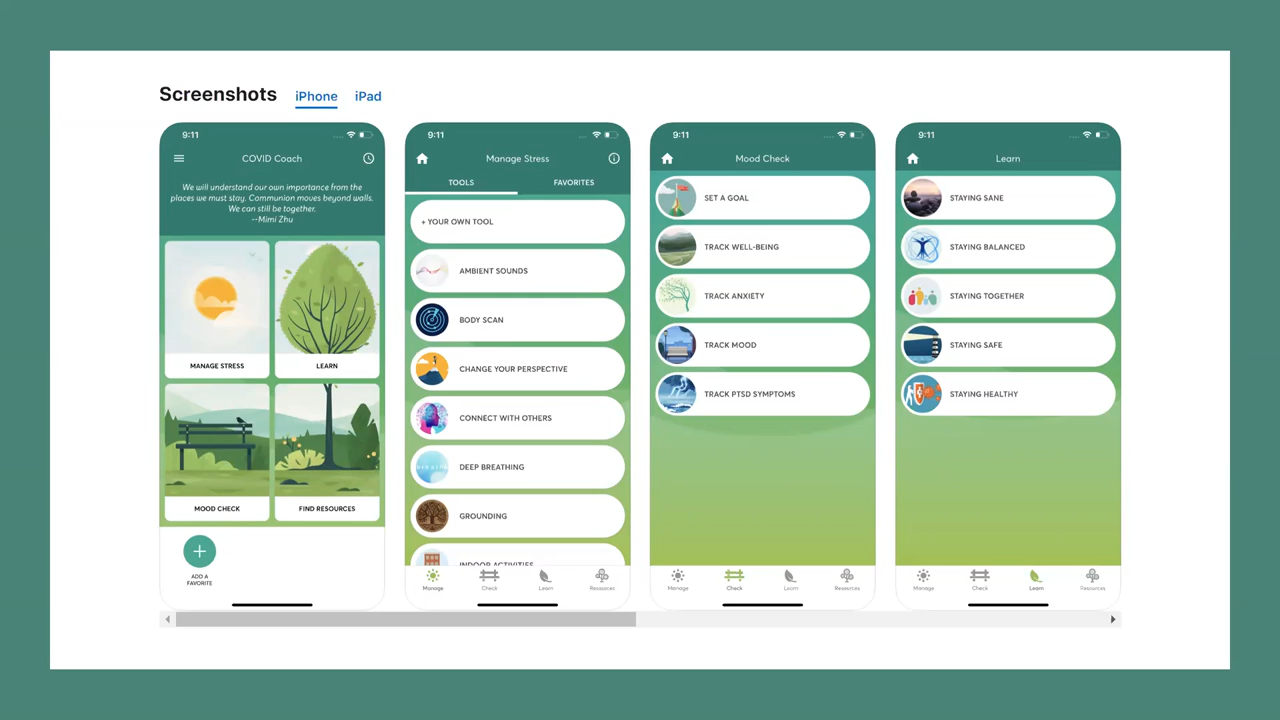 Screenshots iPhone iPad
9:11
COVID Coach
We will understand our own importance from the
places we must stay. Communion moves beyond walls.
We can still be together.
--Mimi Zhu
MANAGE STRESS LEARN
MOOD CHECK FIND RESOURCES
ADD A
FAVORITE
9:11
Manage Stress
TOOLS FAVORITES
+ YOUR OWN TOOL
AMBIENT SOUNDS
BODY SCAN
CHANGE YOUR PERSPECTIVE
CONNECT WITH OTHERS
BREATHE
DEEP BREATHING
GROUNDING
INDOOR ACTIVITIES
Manage Check Learn Resources
9:11
Mood Check
SET A GOAL
TRACK WELL-BEING
TRACK ANXIETY
TRACK MOOD
TRACK PTSD SYMPTOMS
Manage Check Learn Resources
9:11
Learn
STAYING SANE
STAYING BALANCED
STAYING TOGETHER
STAYING SAFE
STAYING HEALTHY
Manage Check Learn Resources